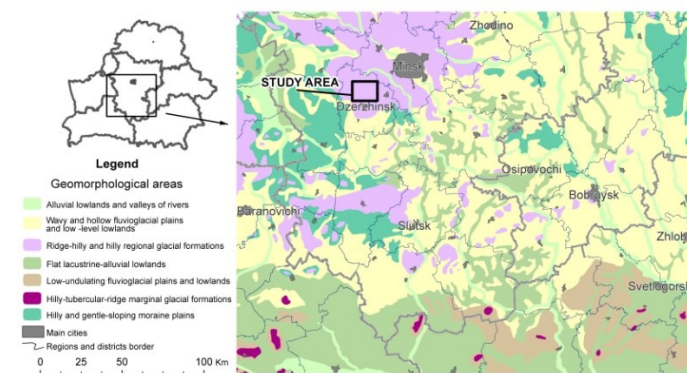 Zhodino
Minsk
STUDY AREA
Dzerzhinsk
Osipovochi
Bobruysk
Baranovichi
Slutsk
Zhlob
Svetlogorsk
Legend
Geomorphological areas
Alluvial lowlands and valleys of rivers
Wavy and hollow fluvioglacial plains
and low -level lowlands
Ridge-hilly and hilly regional glacial formations
Flat lacustrine-alluvial lowlands
Low-undulating fluvioglacial plains and lowlands
Hilly-tubercular-ridge marginal glacial formations
Hilly and gentle-sloping moraine plains
Main cities
Regions and districts border
0 25 50 100 Km